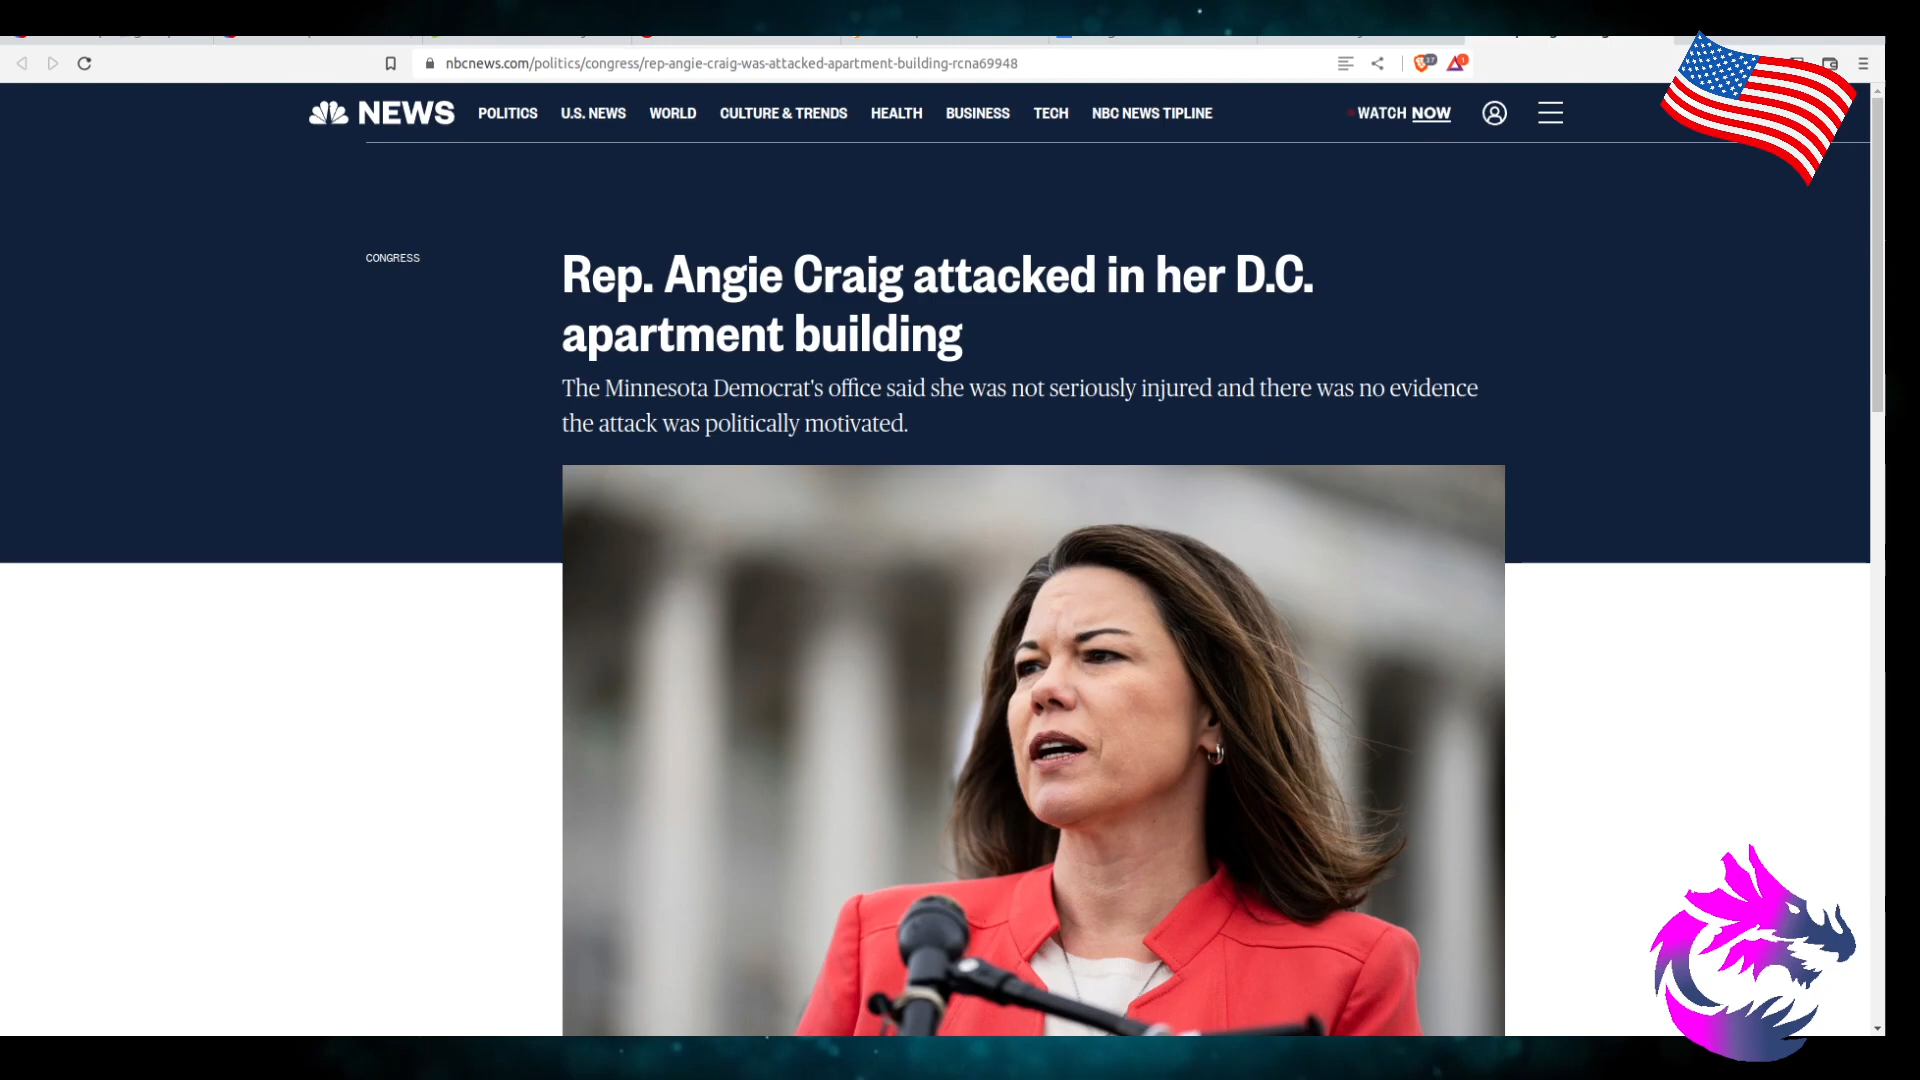 nbcnews.com/politics/congress/rep-angie-craig-was-attacked-apartment-building-rcna69948
NEWS POLITICS U.S. NEWS WORLD CULTURE & TRENDS HEALTH BUSINESS TECH NBC NEWS TIPLINE WATCH NOW
CONGRESS
Rep. Angie Craig attacked in her D.C.
apartment building
The Minnesota Democrat's office said she was not seriously injured and there was no evidence
the attack was politically motivated.